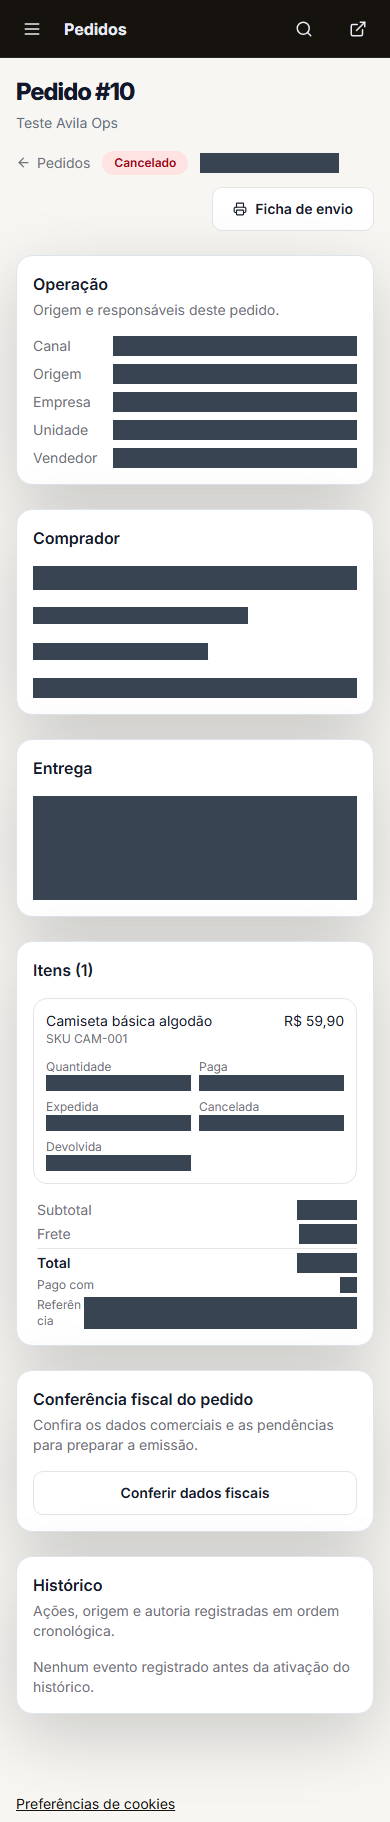 Pedidos
Pedido #10
Teste Avila Ops
Pedidos
Cancelado
Ficha de envio
Operação
Origem e responsáveis deste pedido.
Canal
Origem
Empresa
Unidade
Vendedor
Comprador
Entrega
Itens (1)
Camiseta básica algodão R$ 59,90
SKU CAM-001
Quantidade Paga
Expedida Cancelada
Devolvida
Subtotal
Frete
Total
Pago com
Referên
cia
Conferência fiscal do pedido
Confira os dados comerciais e as pendências
para preparar a emissão.
Conferir dados fiscais
Histórico
Ações, origem e autoria registradas em ordem
cronológica.
Nenhum evento registrado antes da ativação do
histórico.
Preferências de cookies